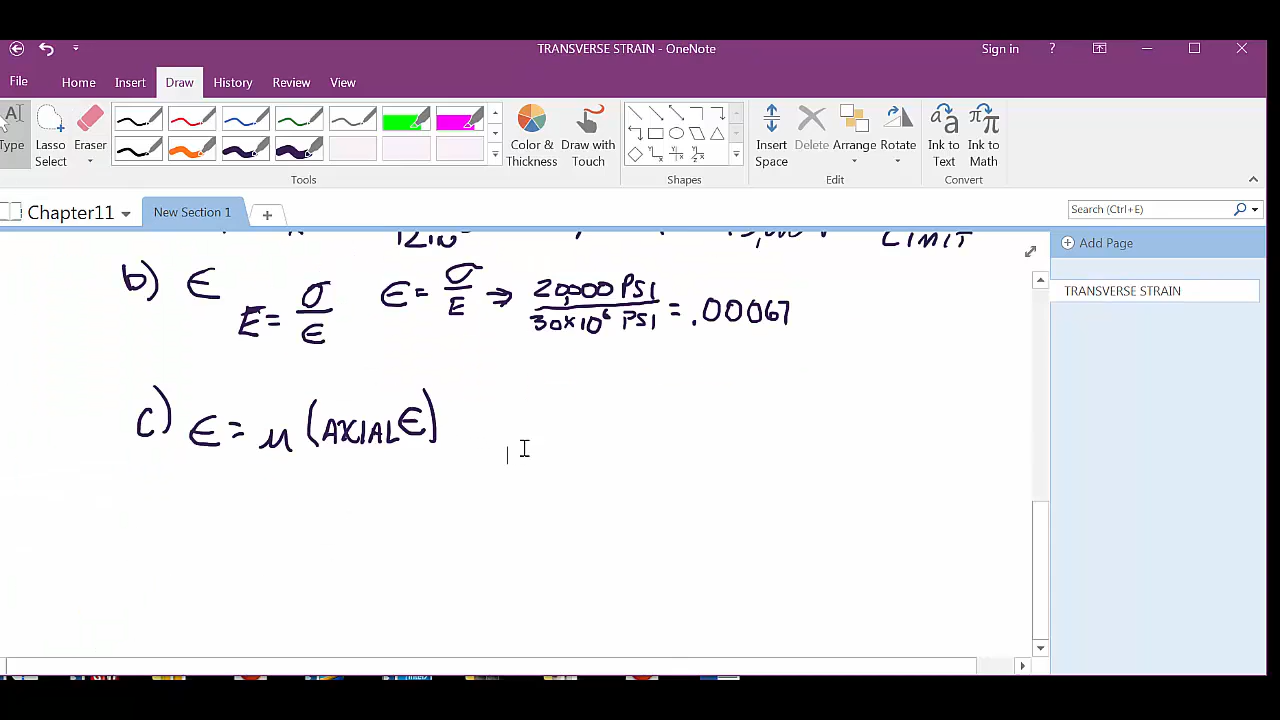 TRANSVERSE STRAIN - OneNote
Sign in
?
File
Home
Insert
Draw
History
Review
View
Type
Lasso Select
Eraser
Color & Thickness
Draw with Touch
Insert Space
Delete
Arrange
Rotate
Ink to Text
Ink to Math
Tools
Shapes
Edit
Convert
Chapter11
New Section 1
Search (Ctrl+E)
Add Page
TRANSVERSE STRAIN
LIMIT
b) ϵ
E = σ/ϵ ϵ = σ/E ⇒ 20,000 PSI / 30×10⁶ PSI = .00067
c) ϵ = μ (AXIAL ϵ)